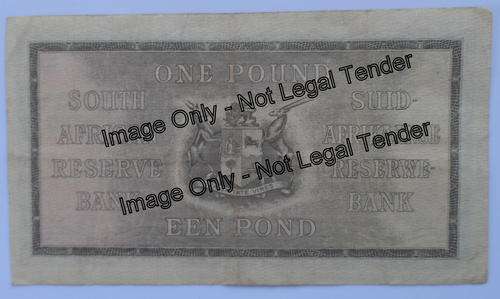 ONE POUND
SOUTH
AFRICAN
RESERVE
BANK
SUID-
AFRIKAANSE
RESERWE-
BANK
EEN POND
Image Only - Not Legal Tender
Image Only - Not Legal Tender